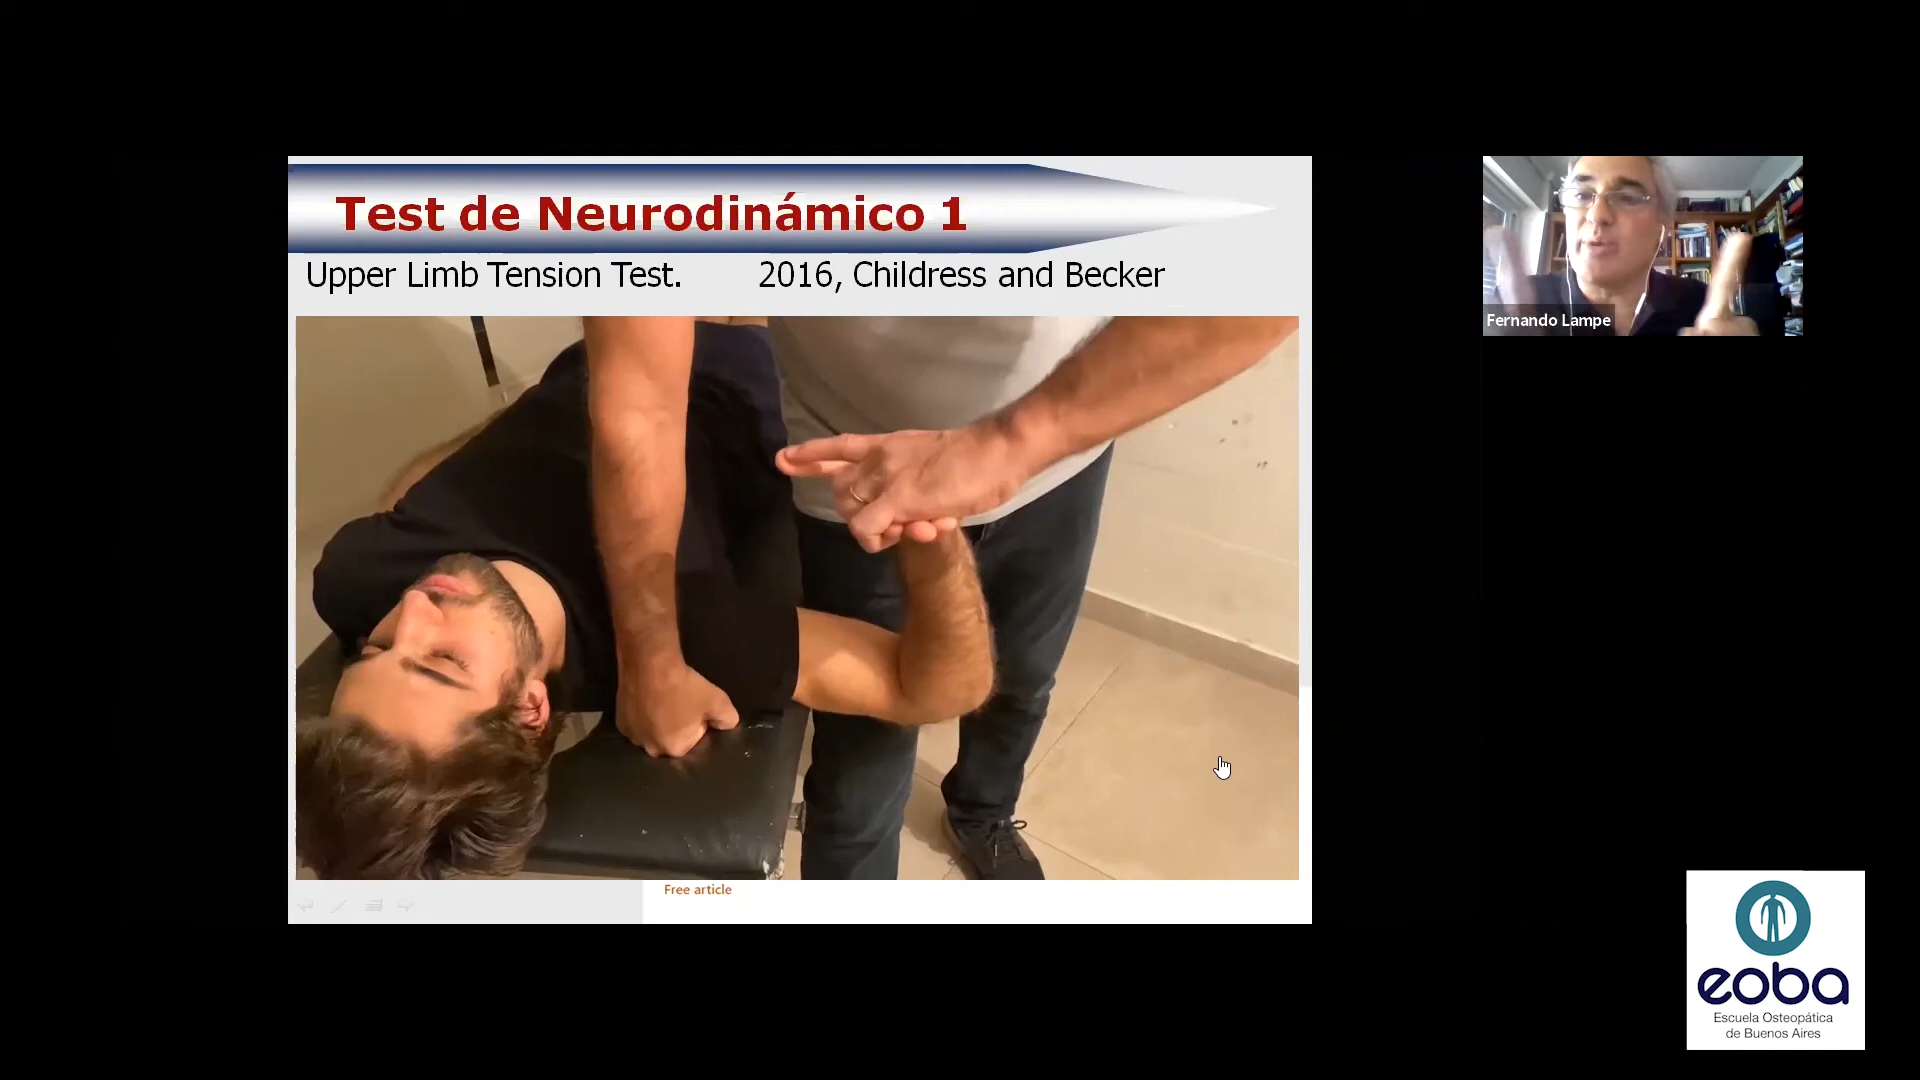 Test de Neurodinámico 1
Upper Limb Tension Test. 2016, Childress and Becker
Fernando Lampe
Free article
eoba
Escuela Osteopática
de Buenos Aires